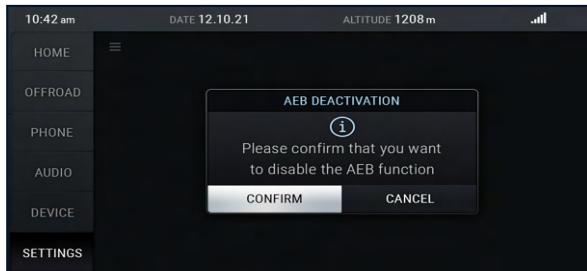 10:42 am DATE 12.10.21 ALTITUDE 1208 m
HOME
OFFROAD
PHONE
AUDIO
DEVICE
SETTINGS
AEB DEACTIVATION
i
Please confirm that you want
to disable the AEB function
CONFIRM CANCEL